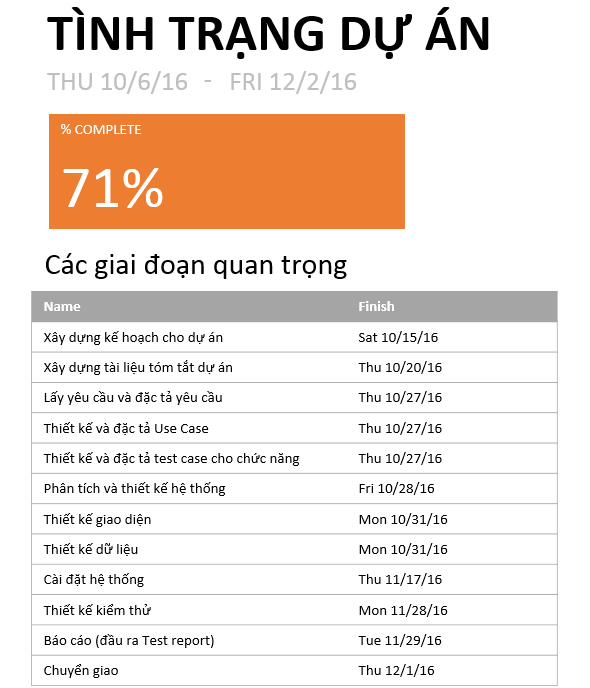 TÌNH TRẠNG DỰ ÁN
THU 10/6/16 - FRI 12/2/16
% COMPLETE
71%
Các giai đoạn quan trọng
Name Finish
Xây dựng kế hoạch cho dự án Sat 10/15/16
Xây dựng tài liệu tóm tắt dự án Thu 10/20/16
Lấy yêu cầu và đặc tả yêu cầu Thu 10/27/16
Thiết kế và đặc tả Use Case Thu 10/27/16
Thiết kế và đặc tả test case cho chức năng Thu 10/27/16
Phân tích và thiết kế hệ thống Fri 10/28/16
Thiết kế giao diện Mon 10/31/16
Thiết kế dữ liệu Mon 10/31/16
Cài đặt hệ thống Thu 11/17/16
Thiết kế kiểm thử Mon 11/28/16
Báo cáo (đầu ra Test report) Tue 11/29/16
Chuyển giao Thu 12/1/16